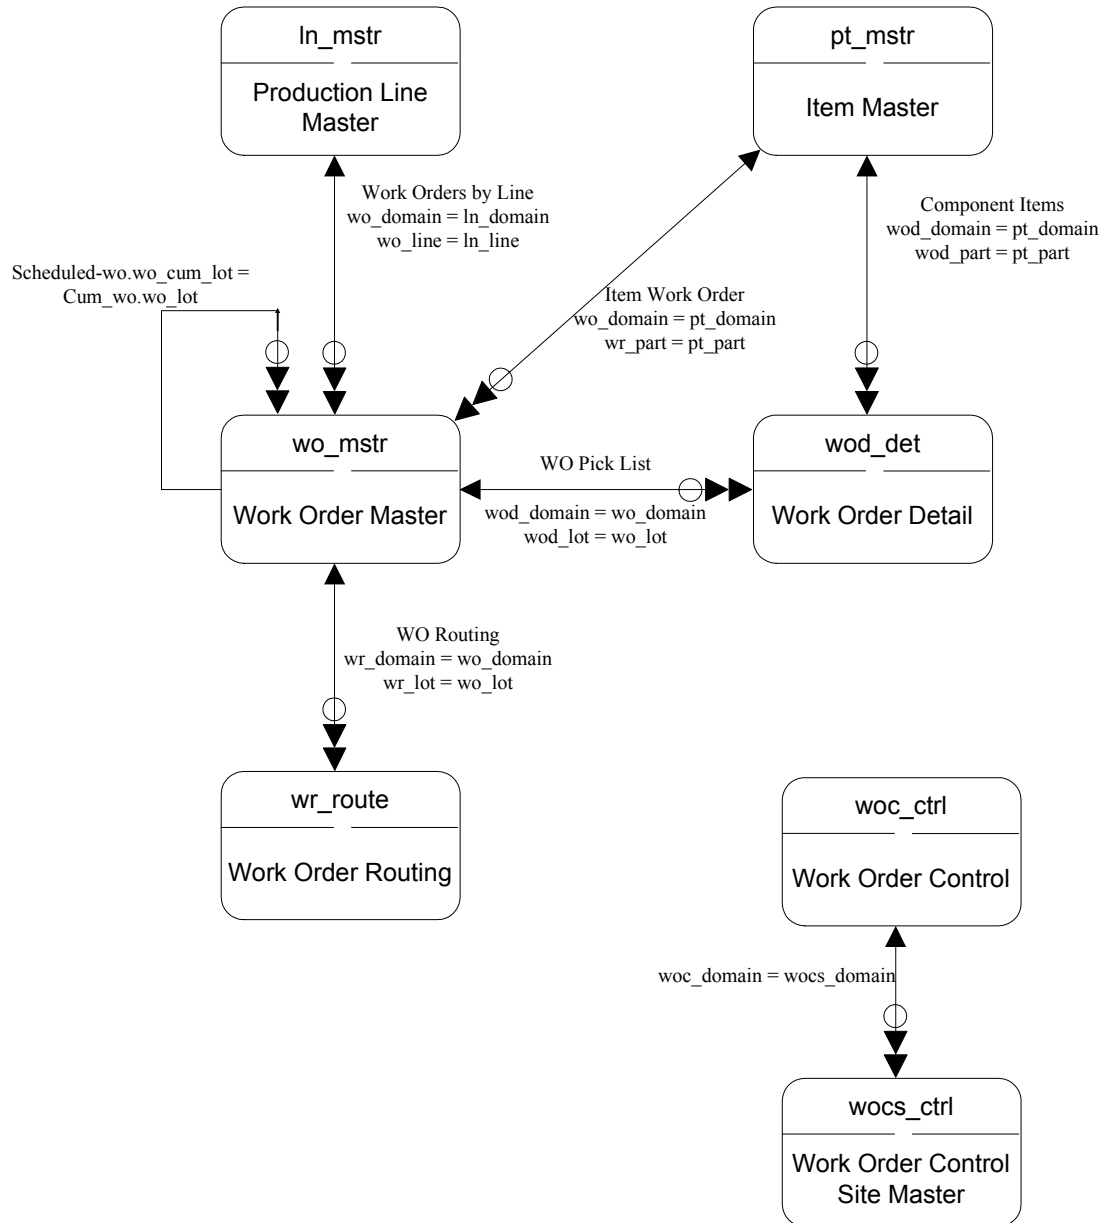 ln_mstr
Production Line
Master
pt_mstr
Item Master
Work Orders by Line
wo_domain = ln_domain
wo_line = ln_line
Component Items
wod_domain = pt_domain
wod_part = pt_part
Scheduled-wo.wo_cum_lot =
Cum_wo.wo_lot
Item Work Order
wo_domain = pt_domain
wr_part = pt_part
wo_mstr
Work Order Master
WO Pick List
wod_domain = wo_domain
wod_lot = wo_lot
wod_det
Work Order Detail
WO Routing
wr_domain = wo_domain
wr_lot = wo_lot
wr_route
Work Order Routing
woc_ctrl
Work Order Control
woc_domain = wocs_domain
wocs_ctrl
Work Order Control
Site Master